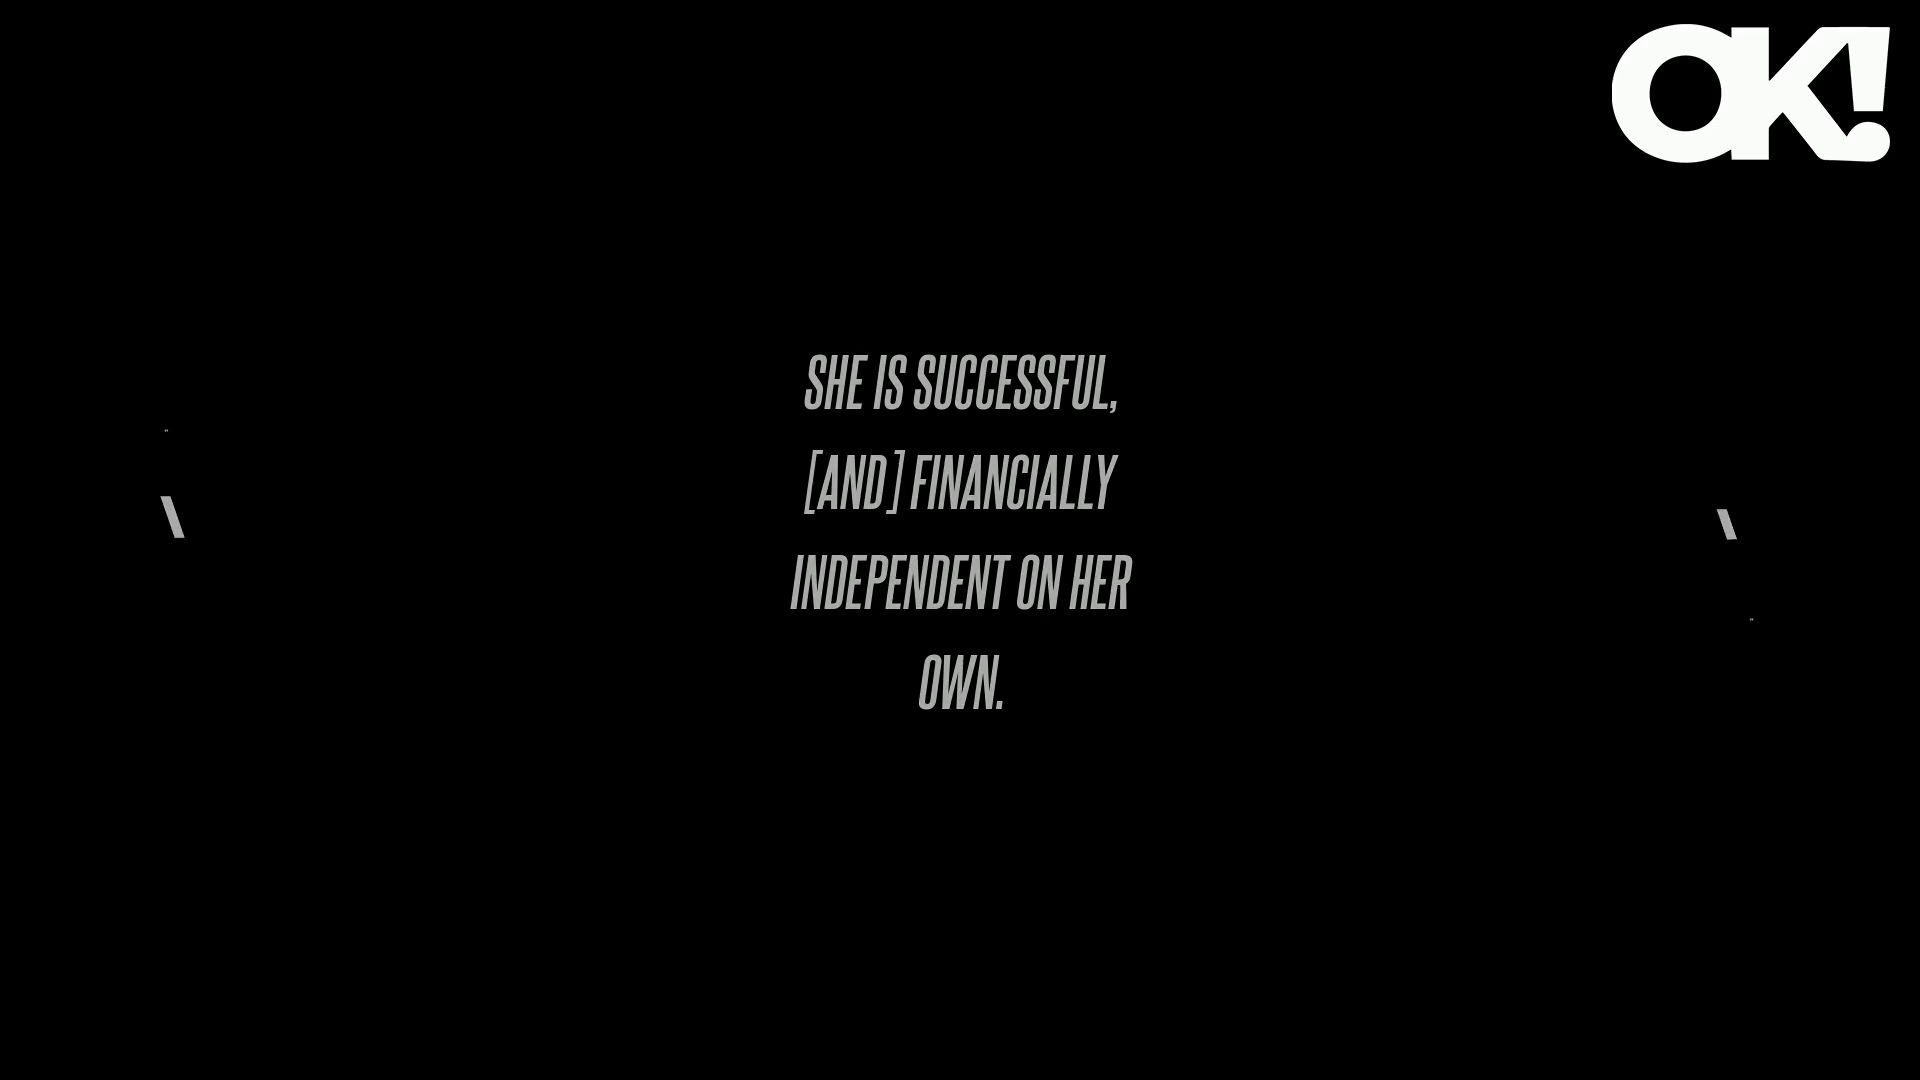 OK!
SHE IS SUCCESSFUL,
[AND] FINANCIALLY
INDEPENDENT ON HER
OWN.